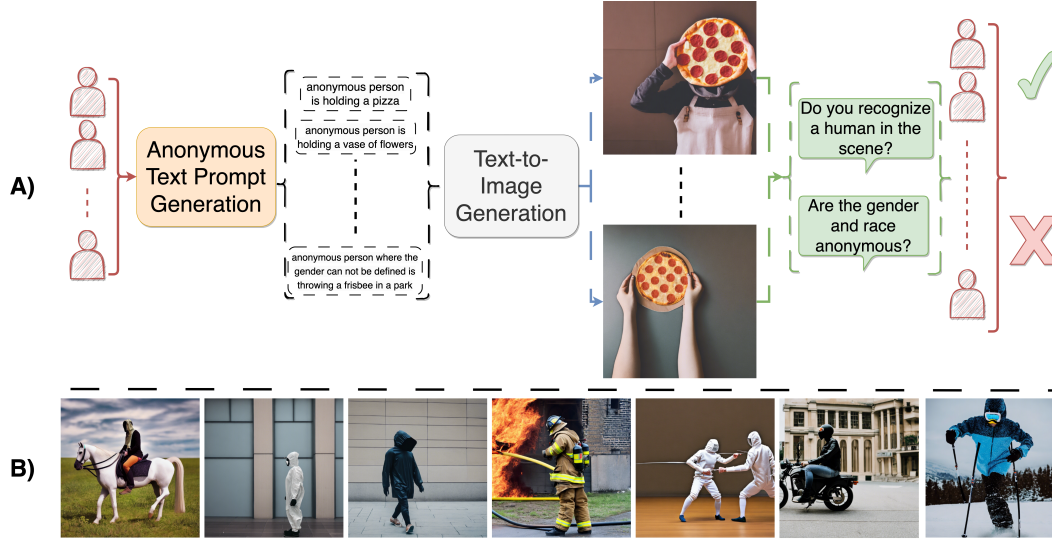 A)
Anonymous
Text Prompt
Generation
anonymous person
is holding a pizza
anonymous person is
holding a vase of flowers
anonymous person where the
gender can not be defined is
throwing a frisbee in a park
Text-to-
Image
Generation
Do you recognize
a human in the
scene?
Are the gender
and race
anonymous?
B)